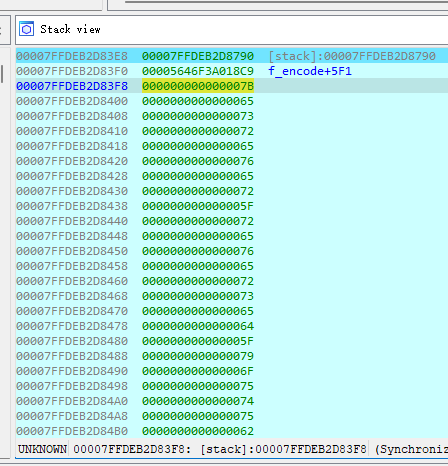 Stack view
00007FFDEB2D83E8 00007FFDEB2D8790 [stack]:00007FFDEB2D8790
00007FFDEB2D83F0 00005646F3A018C9 f_encode+5F1
00007FFDEB2D83F8 000000000000007B
00007FFDEB2D8400 0000000000000065
00007FFDEB2D8408 0000000000000073
00007FFDEB2D8410 0000000000000072
00007FFDEB2D8418 0000000000000065
00007FFDEB2D8420 0000000000000076
00007FFDEB2D8428 0000000000000065
00007FFDEB2D8430 0000000000000072
00007FFDEB2D8438 000000000000005F
00007FFDEB2D8440 0000000000000072
00007FFDEB2D8448 0000000000000065
00007FFDEB2D8450 0000000000000076
00007FFDEB2D8458 0000000000000065
00007FFDEB2D8460 0000000000000072
00007FFDEB2D8468 0000000000000073
00007FFDEB2D8470 0000000000000065
00007FFDEB2D8478 0000000000000064
00007FFDEB2D8480 000000000000005F
00007FFDEB2D8488 0000000000000079
00007FFDEB2D8490 000000000000006F
00007FFDEB2D8498 0000000000000075
00007FFDEB2D84A0 0000000000000074
00007FFDEB2D84A8 0000000000000075
00007FFDEB2D84B0 0000000000000062
UNKNOWN 00007FFDEB2D83F8: [stack]:00007FFDEB2D83F8 (Synchroniz